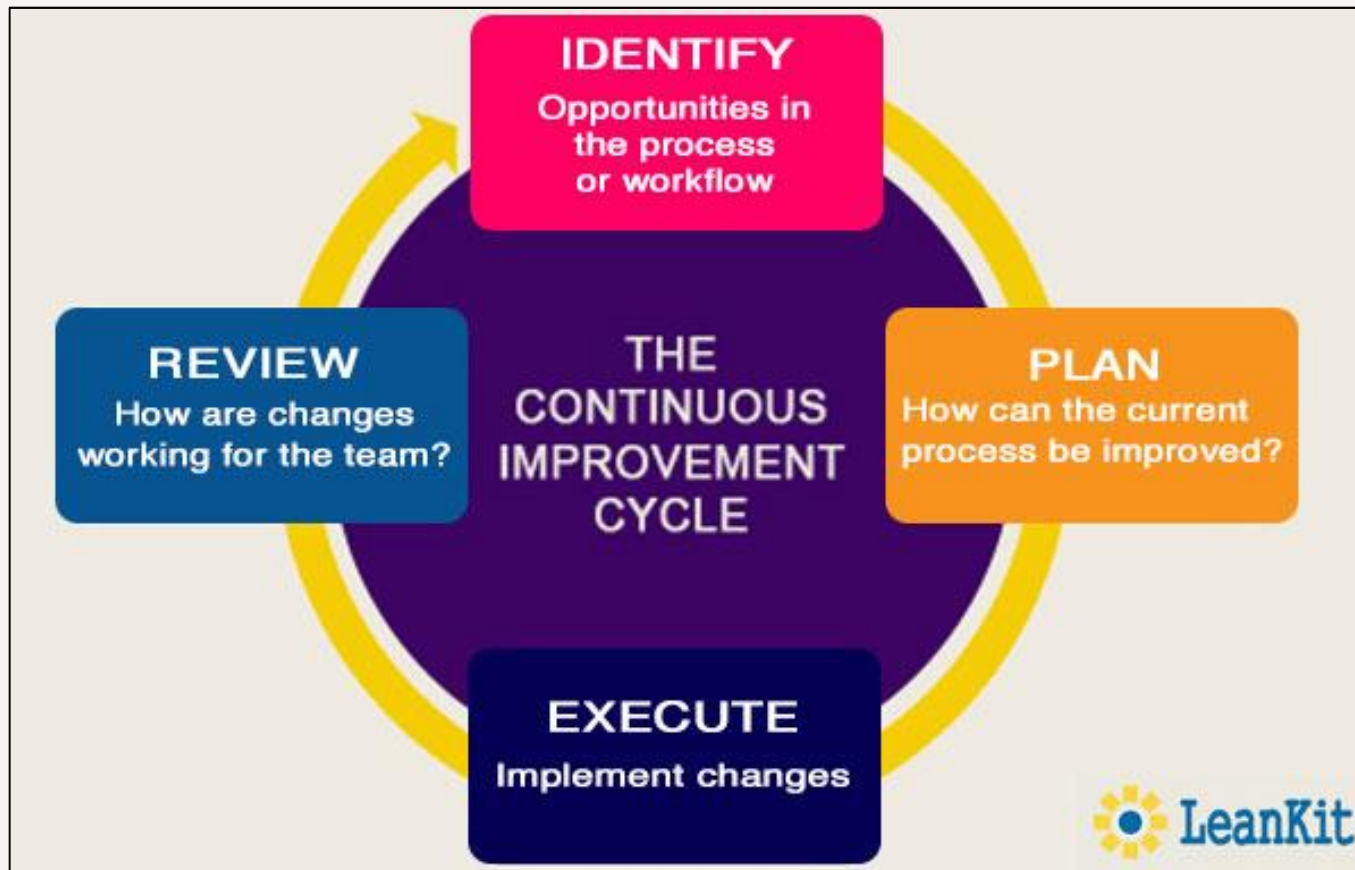 IDENTIFY
Opportunities in
the process
or workflow
PLAN
How can the current
process be improved?
EXECUTE
Implement changes
REVIEW
How are changes
working for the team?
THE
CONTINUOUS
IMPROVEMENT
CYCLE
LeanKit